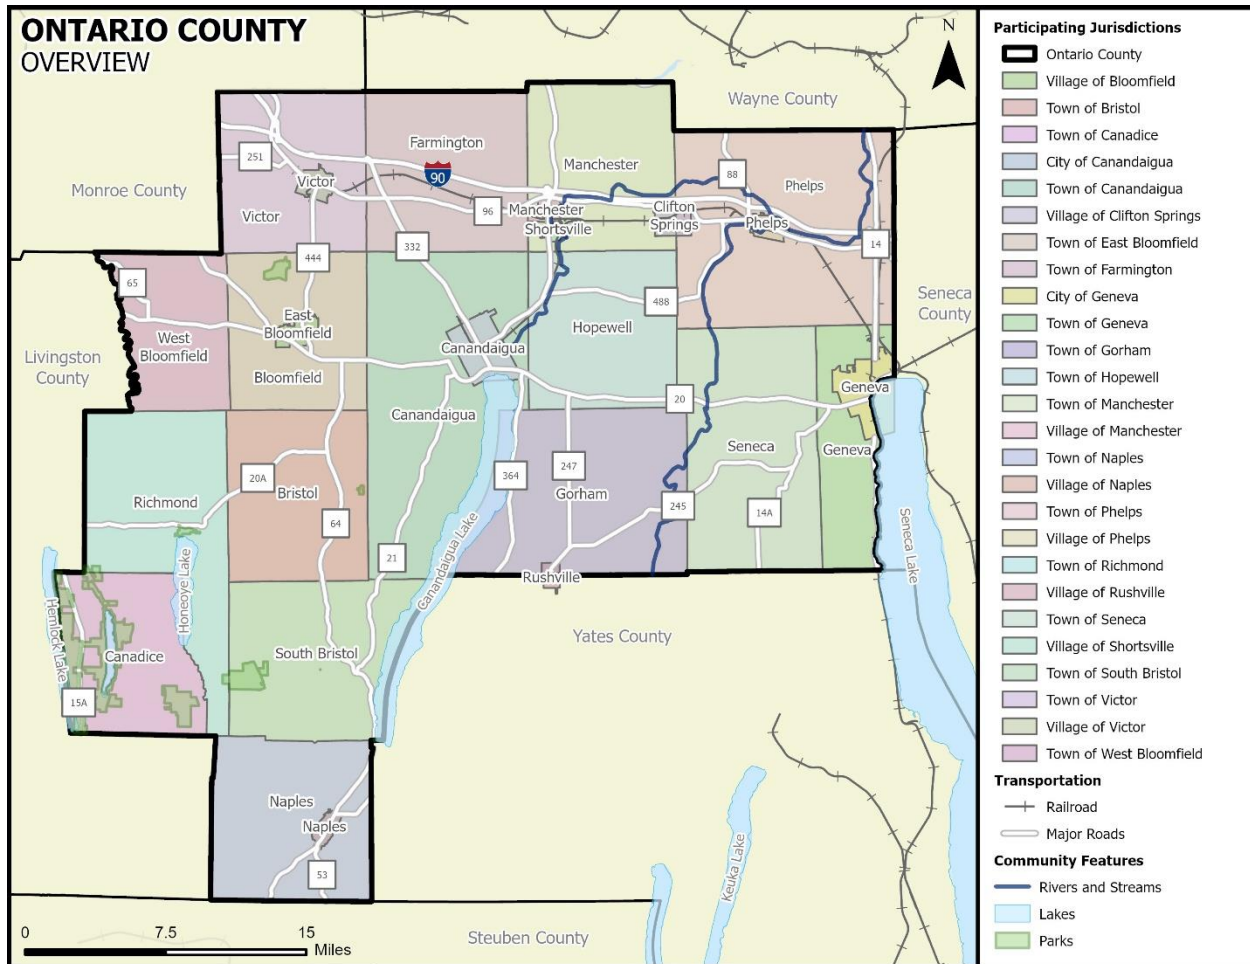 ONTARIO COUNTY
OVERVIEW
N
Wayne County
Monroe County
Livingston
County
Seneca
County
Yates County
Steuben County
Farmington
90
Manchester
Phelps
88
251
Victor
Victor
96
Manchester
Shortsville
Clifton
Springs
Phelps
14
332
444
65
488
Hopewell
East
Bloomfield
West
Bloomfield
Bloomfield
Canandaigua
Canandaigua
Geneva
20
Seneca
Geneva
364
247
Gorham
245
14A
Richmond
20A
Bristol
64
21
Canandaigua Lake
Seneca Lake
Rushville
Honeoye Lake
Hemlock Lake
Canadice
15A
South Bristol
Naples
Naples
53
Keuka Lake
0 7.5 15
Miles
Participating Jurisdictions
Ontario County
Village of Bloomfield
Town of Bristol
Town of Canadice
City of Canandaigua
Town of Canandaigua
Village of Clifton Springs
Town of East Bloomfield
Town of Farmington
City of Geneva
Town of Geneva
Town of Gorham
Town of Hopewell
Town of Manchester
Village of Manchester
Town of Naples
Village of Naples
Town of Phelps
Village of Phelps
Town of Richmond
Village of Rushville
Town of Seneca
Village of Shortsville
Town of South Bristol
Town of Victor
Village of Victor
Town of West Bloomfield
Transportation
Railroad
Major Roads
Community Features
Rivers and Streams
Lakes
Parks